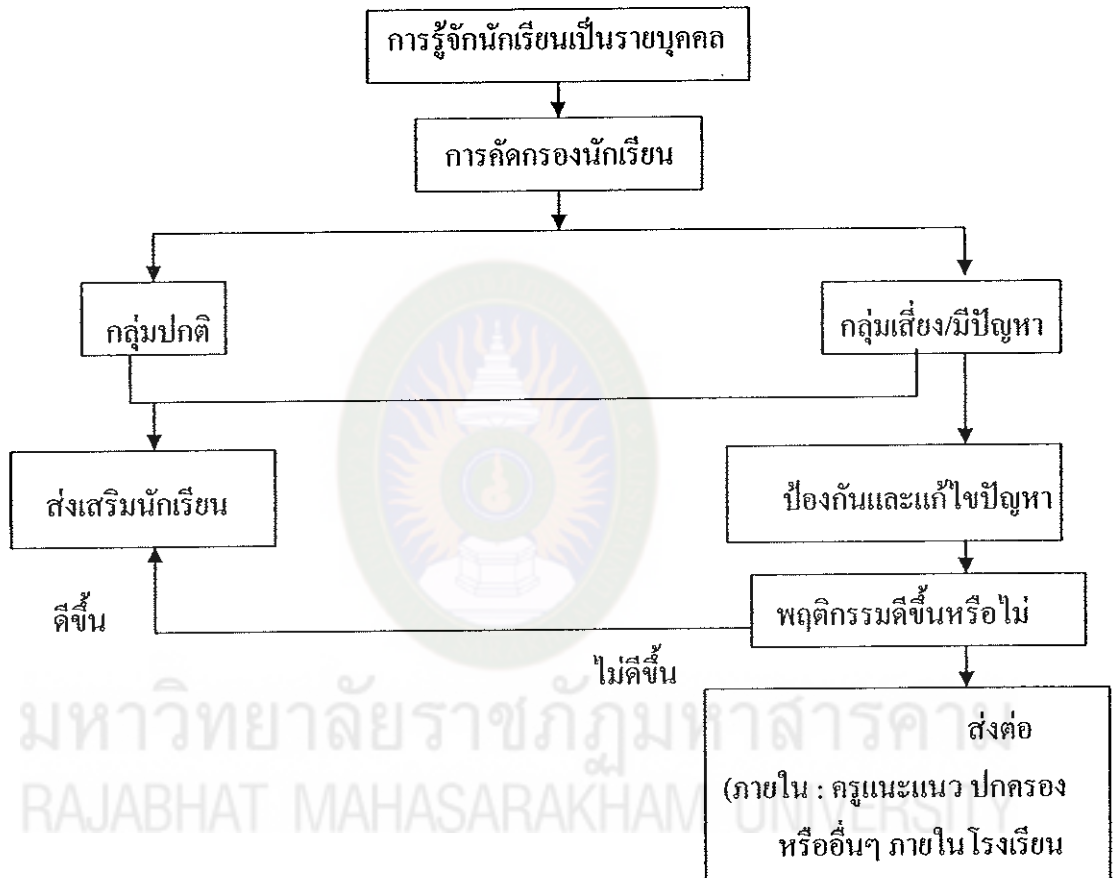 การรู้จักนักเรียนเป็นรายบุคคล
การคัดกรองนักเรียน
กลุ่มปกติ
กลุ่มเสี่ยง/มีปัญหา
ส่งเสริมนักเรียน
ป้องกันและแก้ไขปัญหา
พฤติกรรมดีขึ้นหรือไม่
ดีขึ้น
ไม่ดีขึ้น
ส่งต่อ
(ภายใน : ครูแนะแนว ปกครอง
หรืออื่นๆ ภายในโรงเรียน
มหาวิทยาลัยราชภัฏมหาสารคาม
RAJABHAT MAHASARAKHAM UNIVERSITY